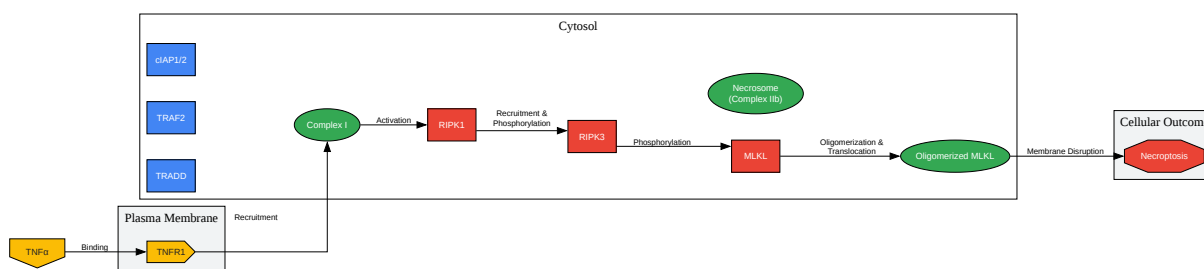 Cytosol
cIAP1/2
TRAF2
TRADD
Complex I
Activation
RIPK1
Recruitment &
Phosphorylation
RIPK3
Phosphorylation
Necrosome
(Complex IIb)
MLKL
Oligomerization &
Translocation
Oligomerized MLKL
Membrane Disruption
Cellular Outcom
Necroptosis
Plasma Membrane
Recruitment
TNFα
Binding
TNFR1